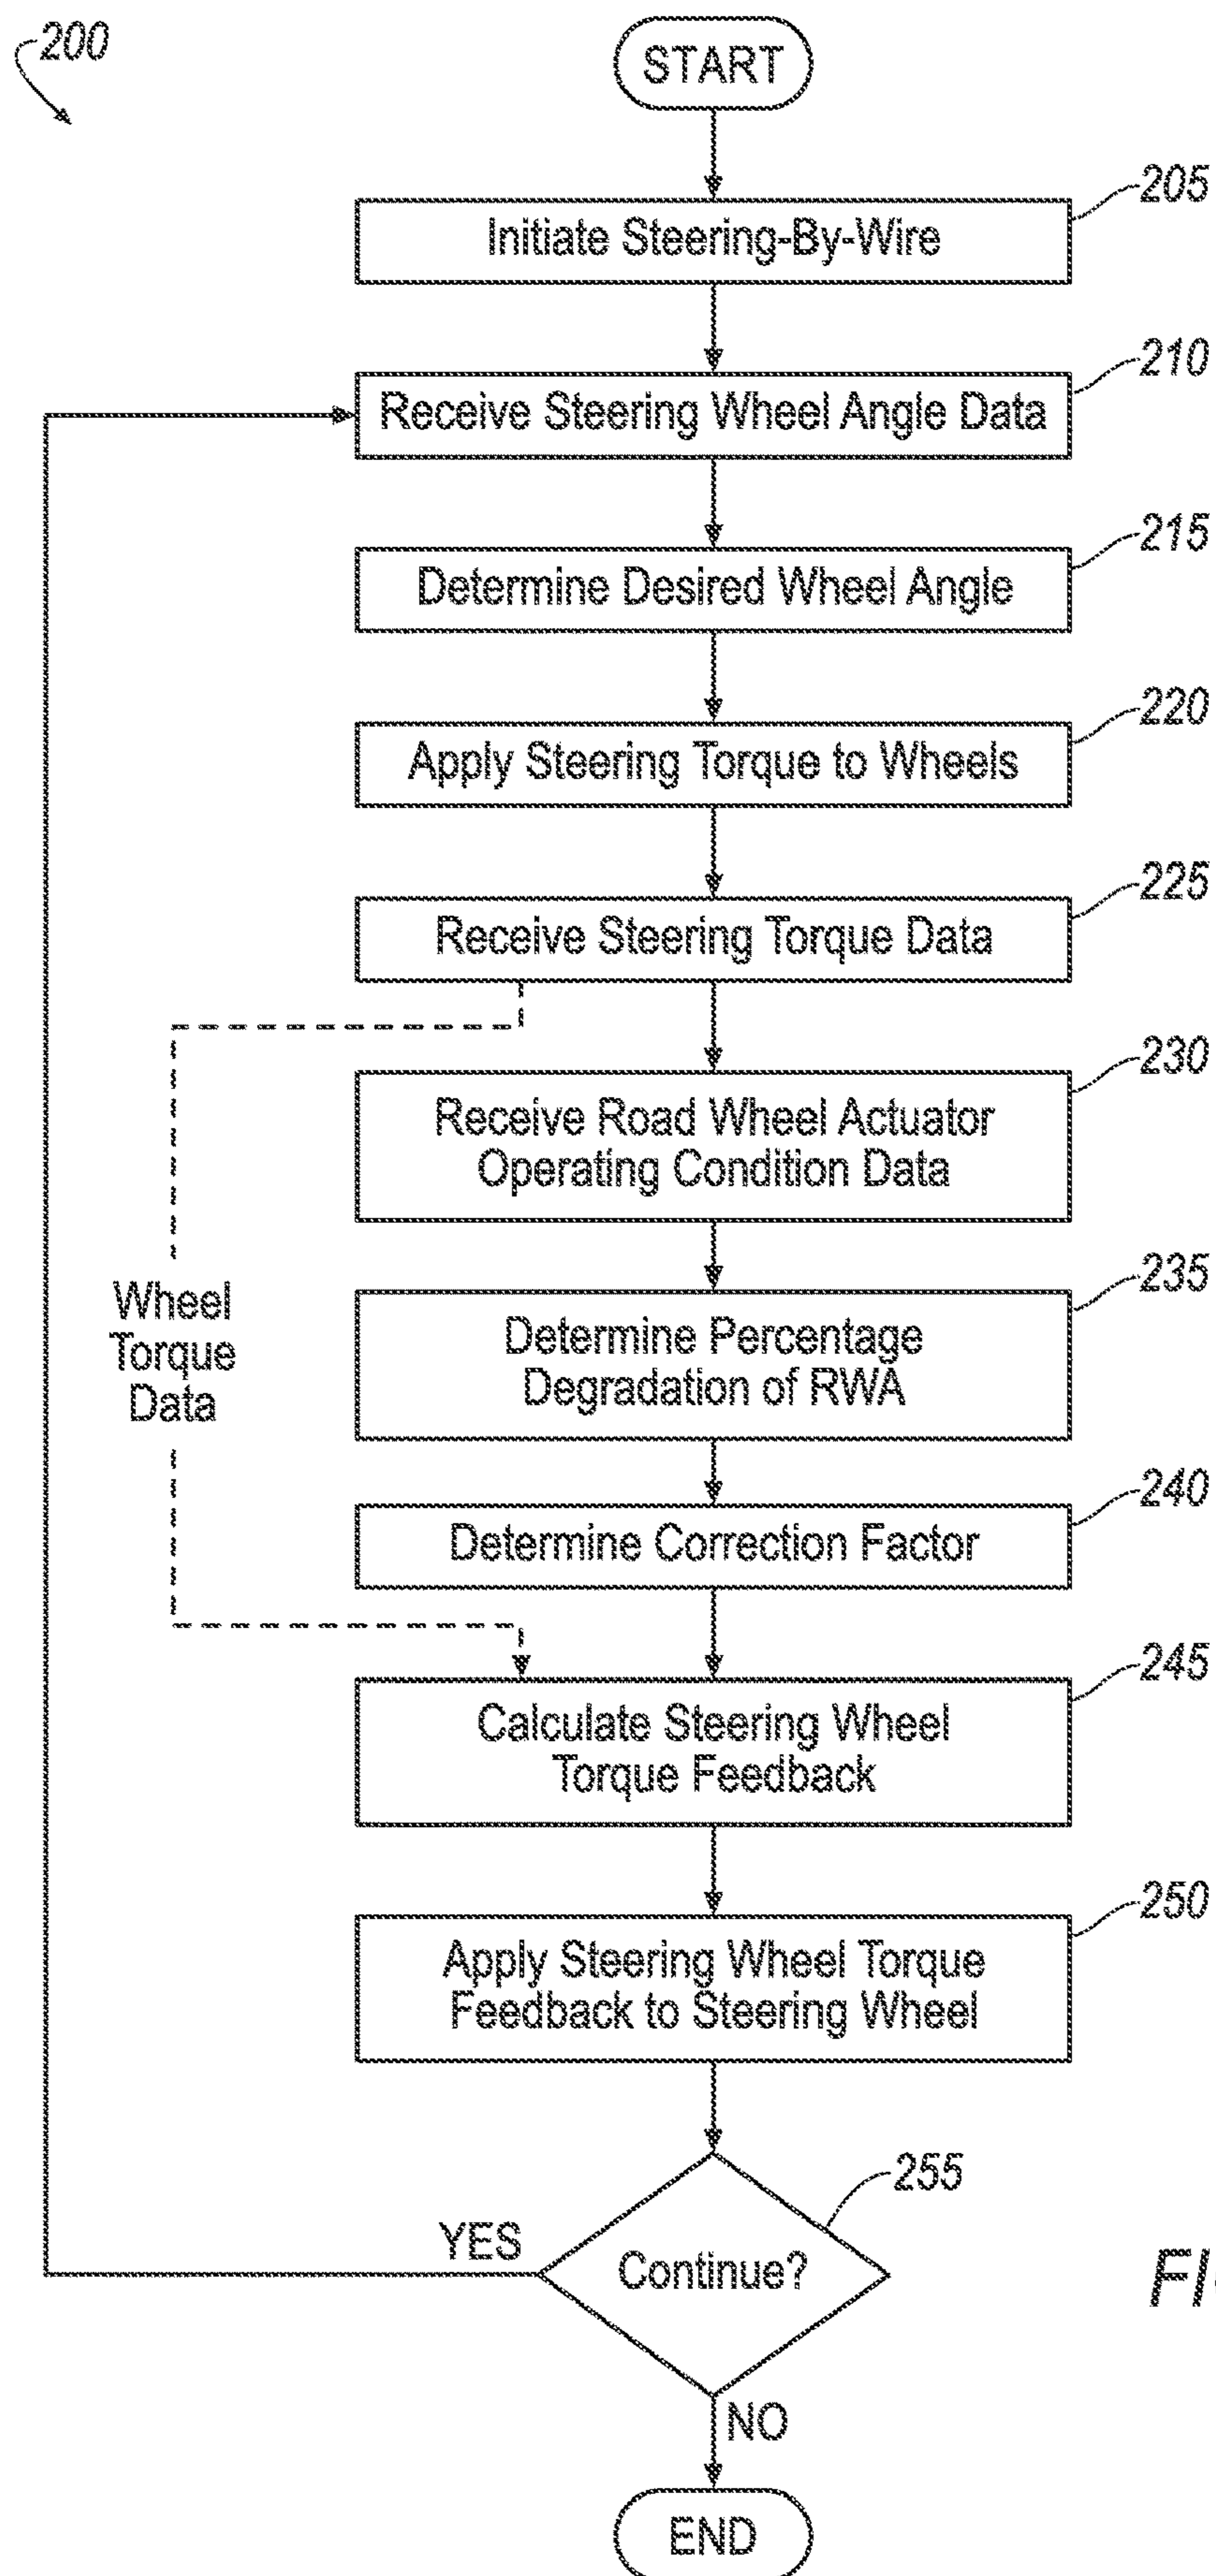 200
START
205
Initiate Steering-By-Wire
210
Receive Steering Wheel Angle Data
215
Determine Desired Wheel Angle
220
Apply Steering Torque to Wheels
225
Receive Steering Torque Data
230
Receive Road Wheel Actuator
Operating Condition Data
235
Wheel
Torque
Data
Determine Percentage
Degradation of RWA
240
Determine Correction Factor
245
Calculate Steering Wheel
Torque Feedback
250
Apply Steering Wheel Torque
Feedback to Steering Wheel
255
YES
Continue?
NO
END